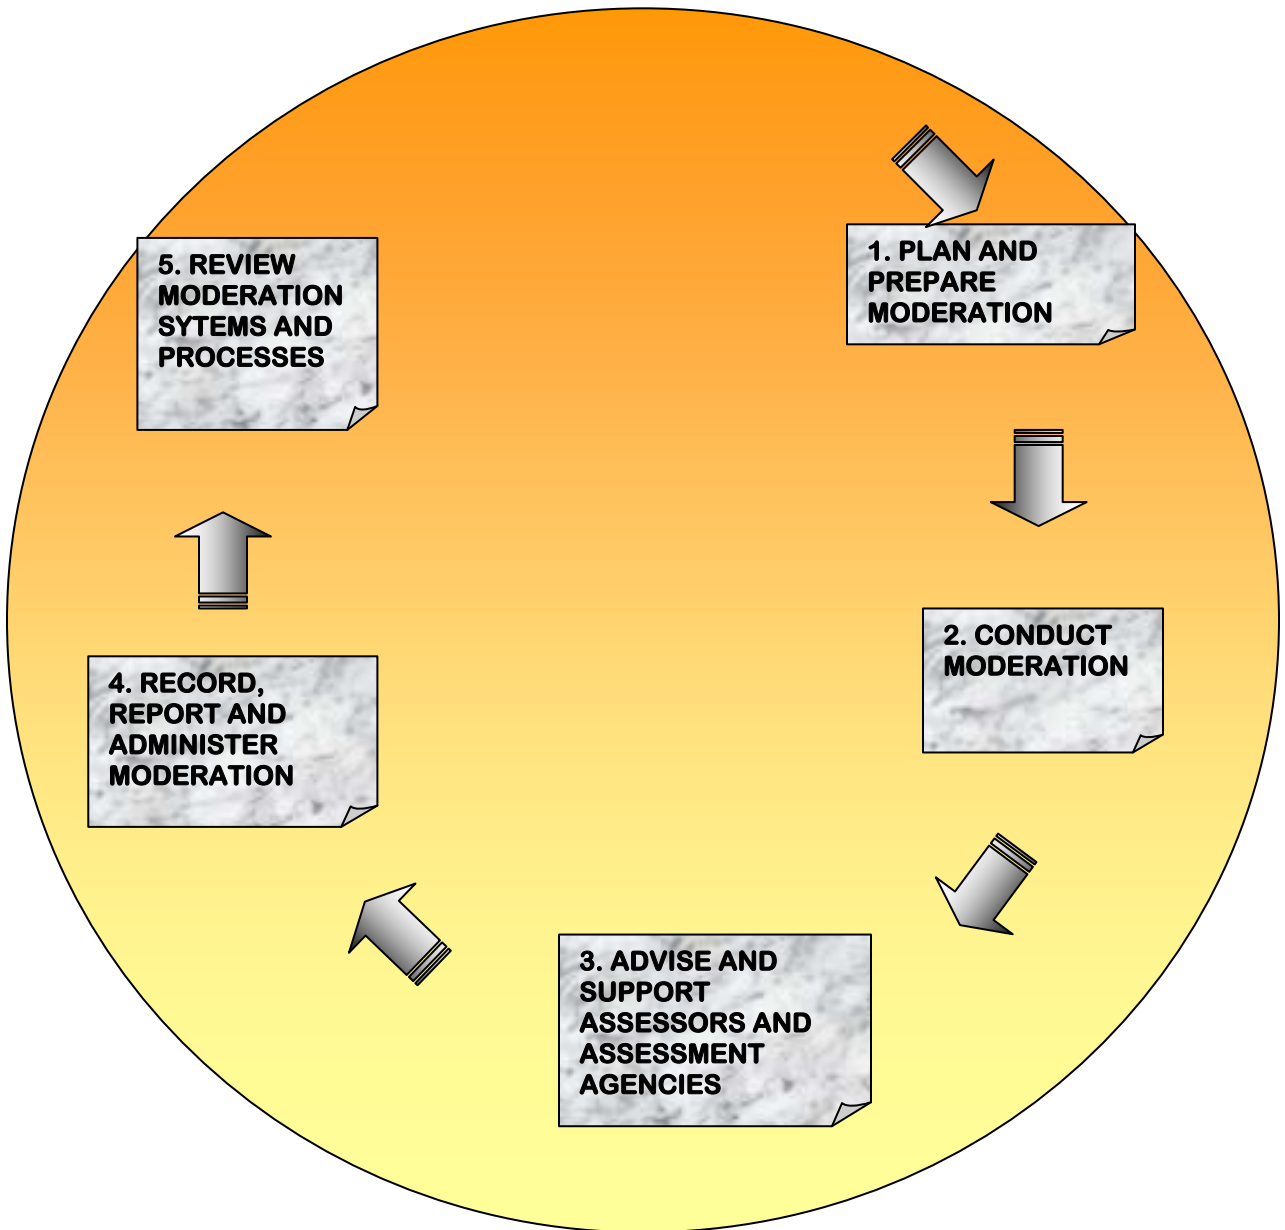 1. PLAN AND
PREPARE
MODERATION
2. CONDUCT
MODERATION
3. ADVISE AND
SUPPORT
ASSESSORS AND
ASSESSMENT
AGENCIES
4. RECORD,
REPORT AND
ADMINISTER
MODERATION
5. REVIEW
MODERATION
SYTEMS AND
PROCESSES